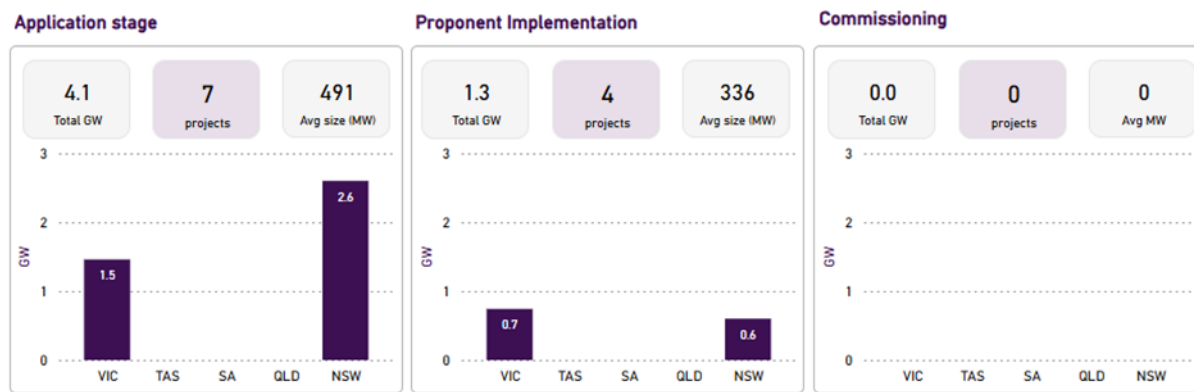 Application stage
4.1
Total GW
7
projects
491
Avg size (MW)
3
2
1
0
GW
1.5
2.6
VIC TAS SA QLD NSW
Proponent Implementation
1.3
Total GW
4
projects
336
Avg size (MW)
3
2
1
0
GW
0.7
0.6
VIC TAS SA QLD NSW
Commissioning
0.0
Total GW
0
projects
0
Avg MW
3
2
1
0
GW
VIC TAS SA QLD NSW